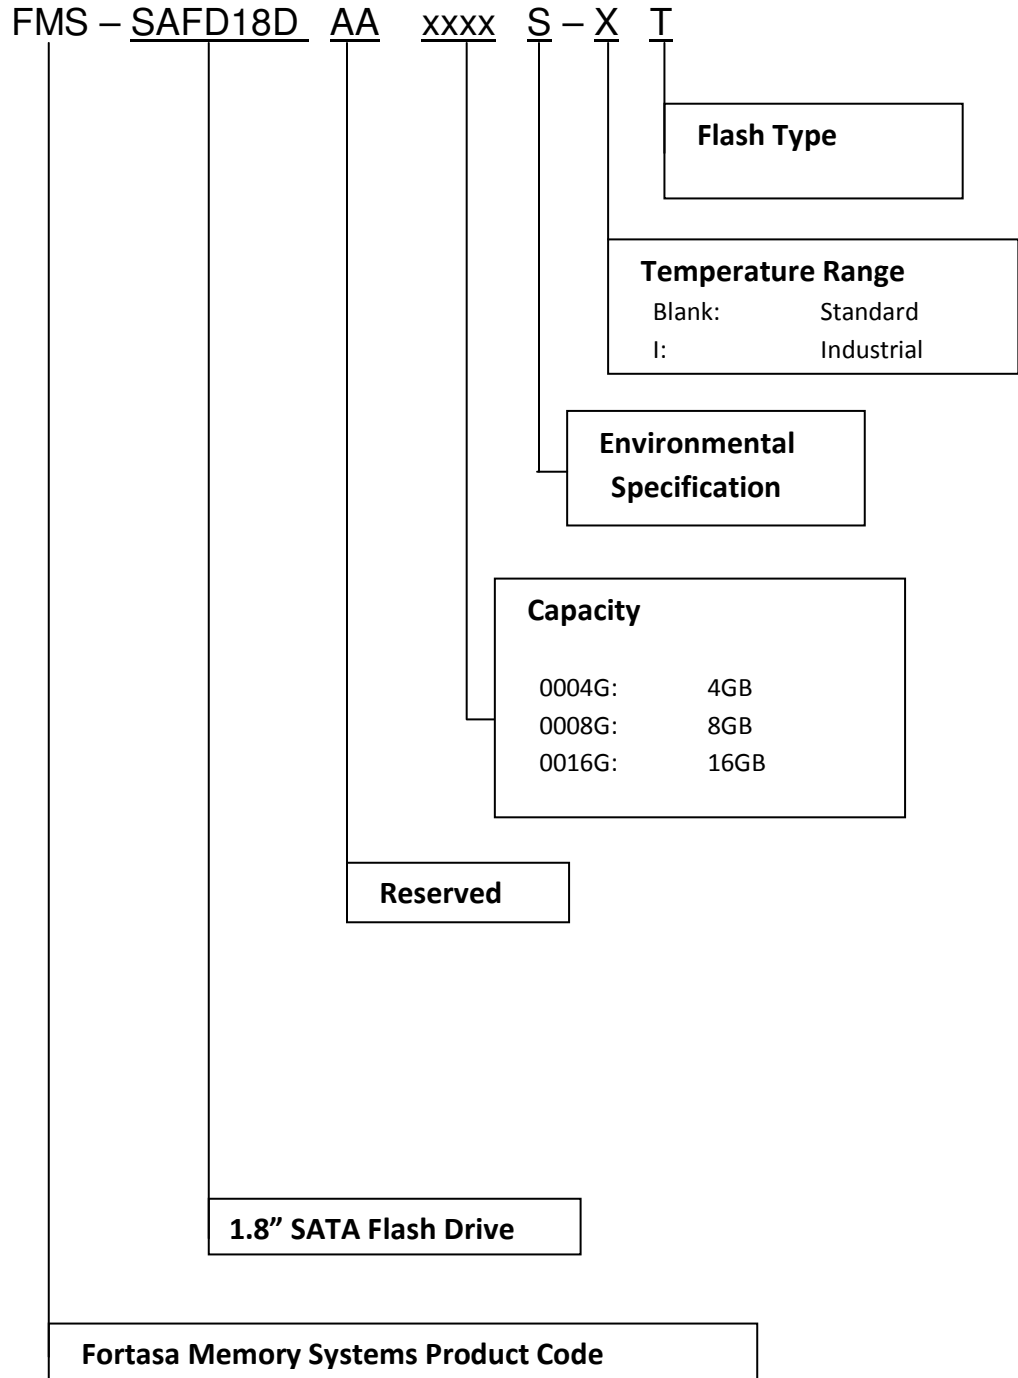 FMS – SAFD18D AA xxxx S – X T
Flash Type
Temperature Range
Blank: Standard
I: Industrial
Environmental
Specification
Capacity
0004G: 4GB
0008G: 8GB
0016G: 16GB
Reserved
1.8” SATA Flash Drive
Fortasa Memory Systems Product Code